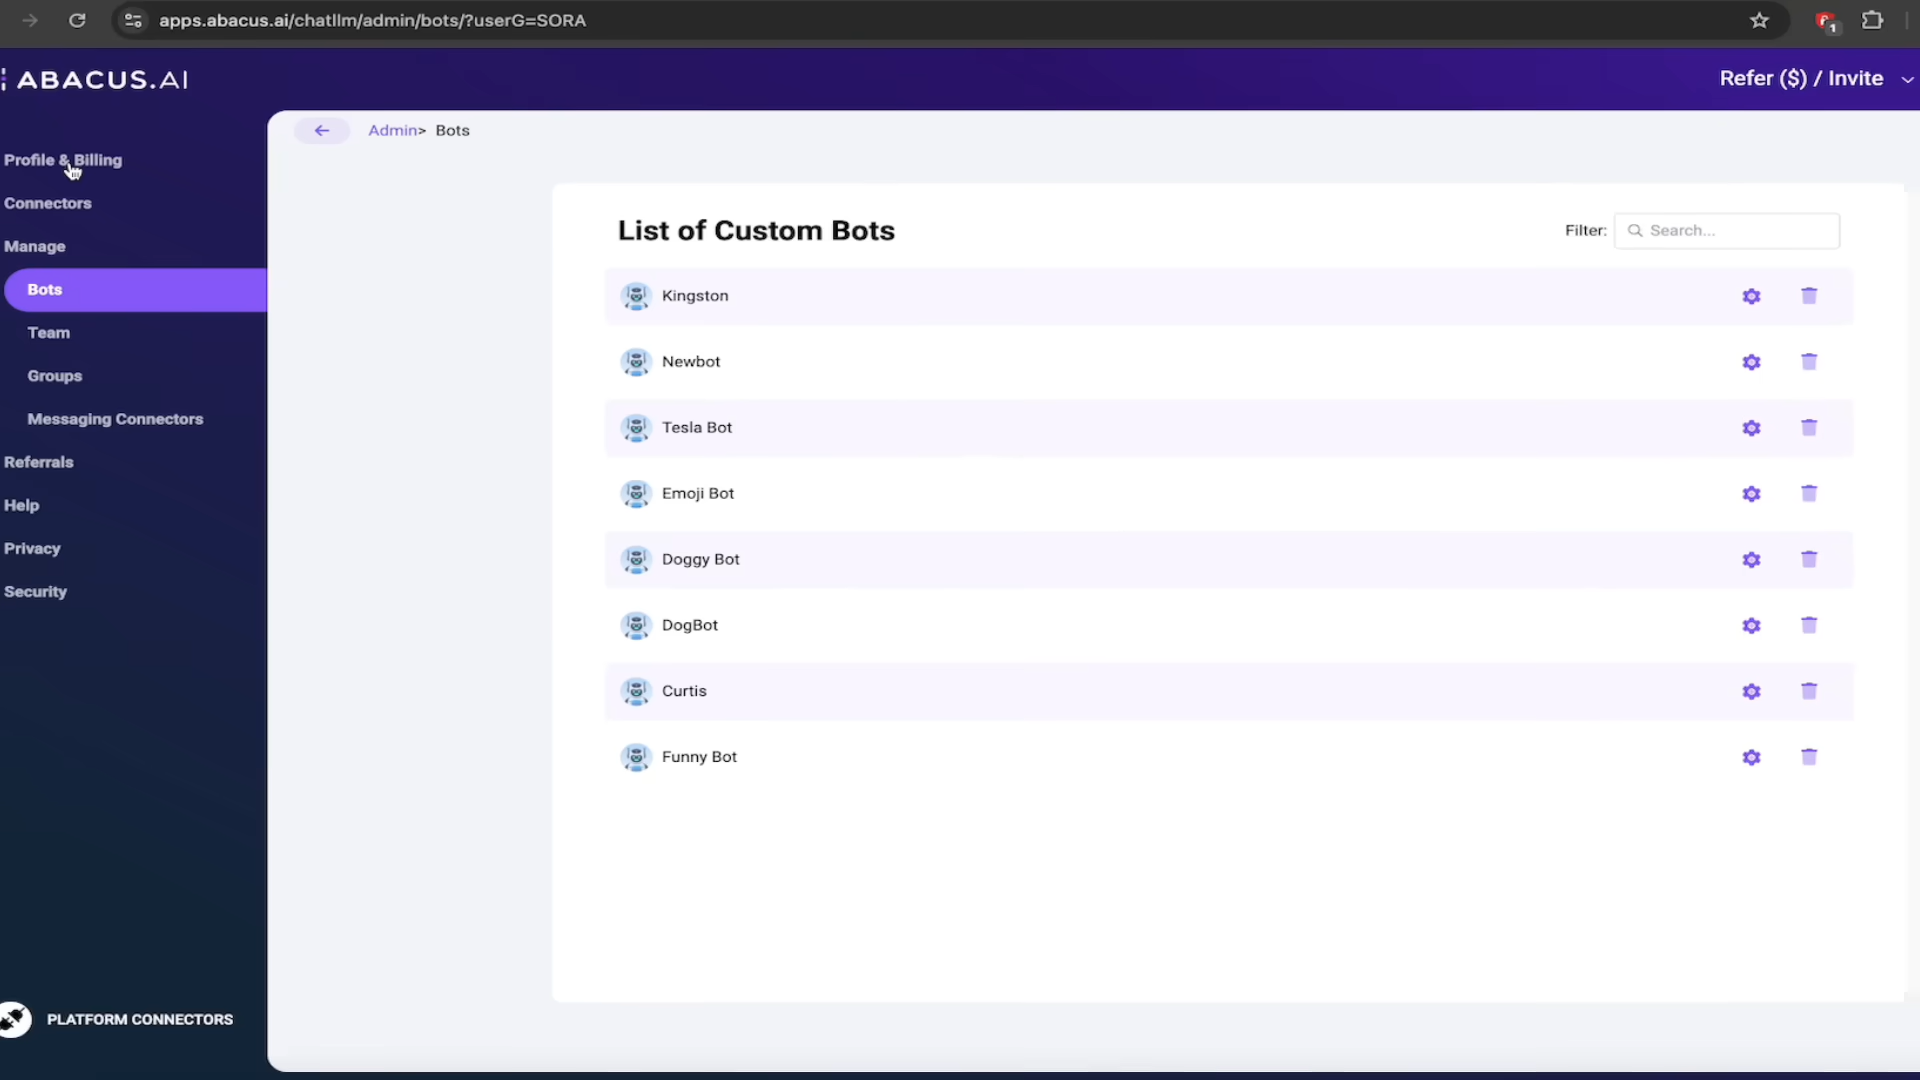 apps.abacus.ai/chatllm/admin/bots/?userG=SORA
1
ABACUS.AI
Refer ($) / Invite
Admin> Bots
Profile & Billing
Connectors
Manage
Bots
Team
Groups
Messaging Connectors
Referrals
Help
Privacy
Security
PLATFORM CONNECTORS
List of Custom Bots
Filter: Search...
Kingston
Newbot
Tesla Bot
Emoji Bot
Doggy Bot
DogBot
Curtis
Funny Bot